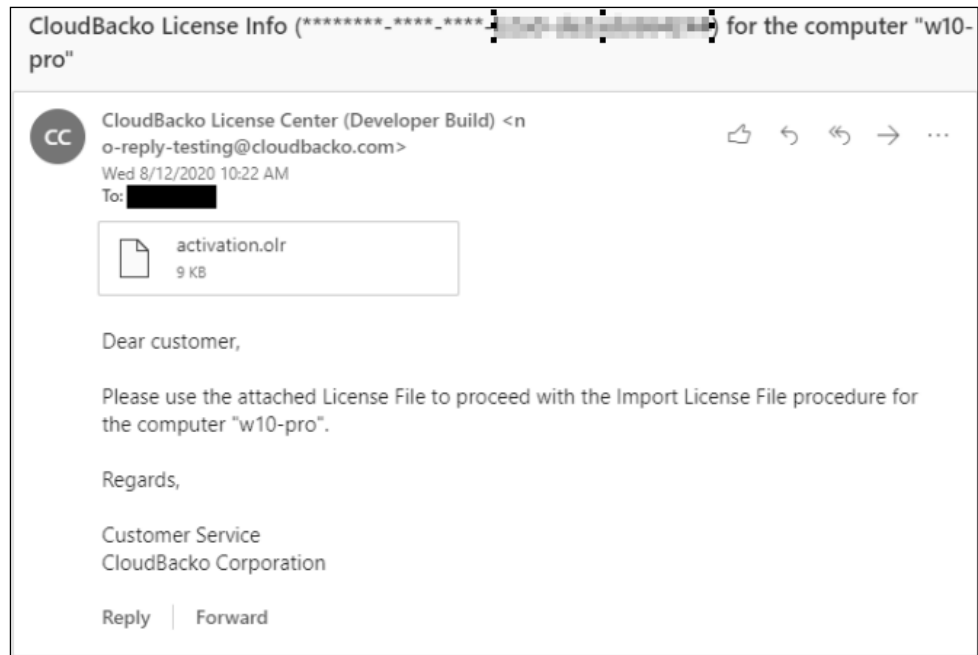 CloudBacko License Info (********-****-****-) for the computer "w10-
pro"
CC
CloudBacko License Center (Developer Build) <n
o-reply-testing@cloudbacko.com>
Wed 8/12/2020 10:22 AM
To:
activation.olr
9 KB
Dear customer,
Please use the attached License File to proceed with the Import License File procedure for
the computer "w10-pro".
Regards,
Customer Service
CloudBacko Corporation
Reply Forward